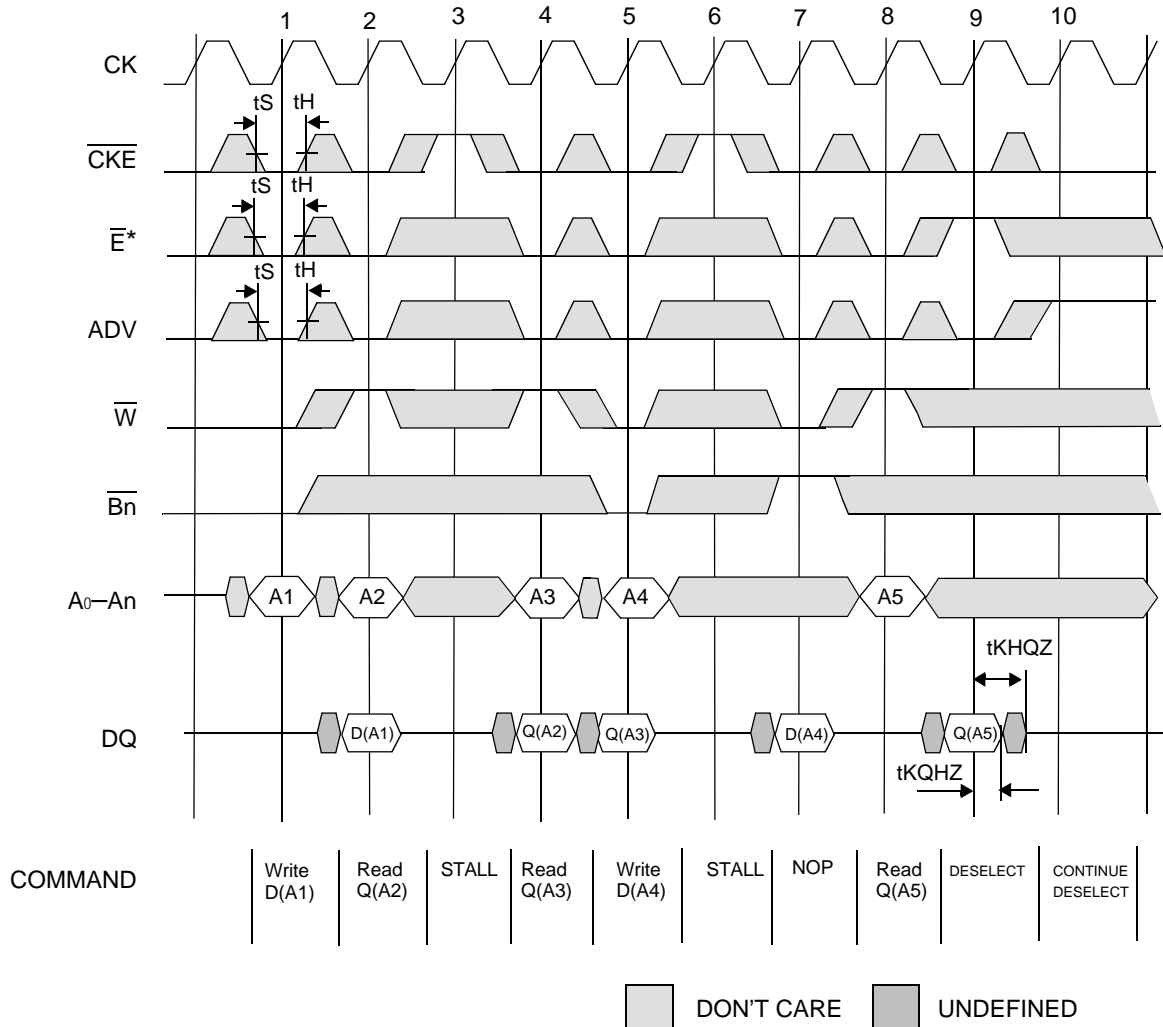 1 2 3 4 5 6 7 8 9 10
CK
tS tH
CKE
tS tH
E*
tS tH
ADV
W
Bn
A0–An A1 A2 A3 A4 A5
tKHQZ
DQ D(A1) Q(A2) Q(A3) D(A4) Q(A5)
tKQHZ
COMMAND
Write
D(A1)
Read
Q(A2)
STALL
Read
Q(A3)
Write
D(A4)
STALL
NOP
Read
Q(A5)
DESELECT
CONTINUE
DESELECT
DON'T CARE UNDEFINED